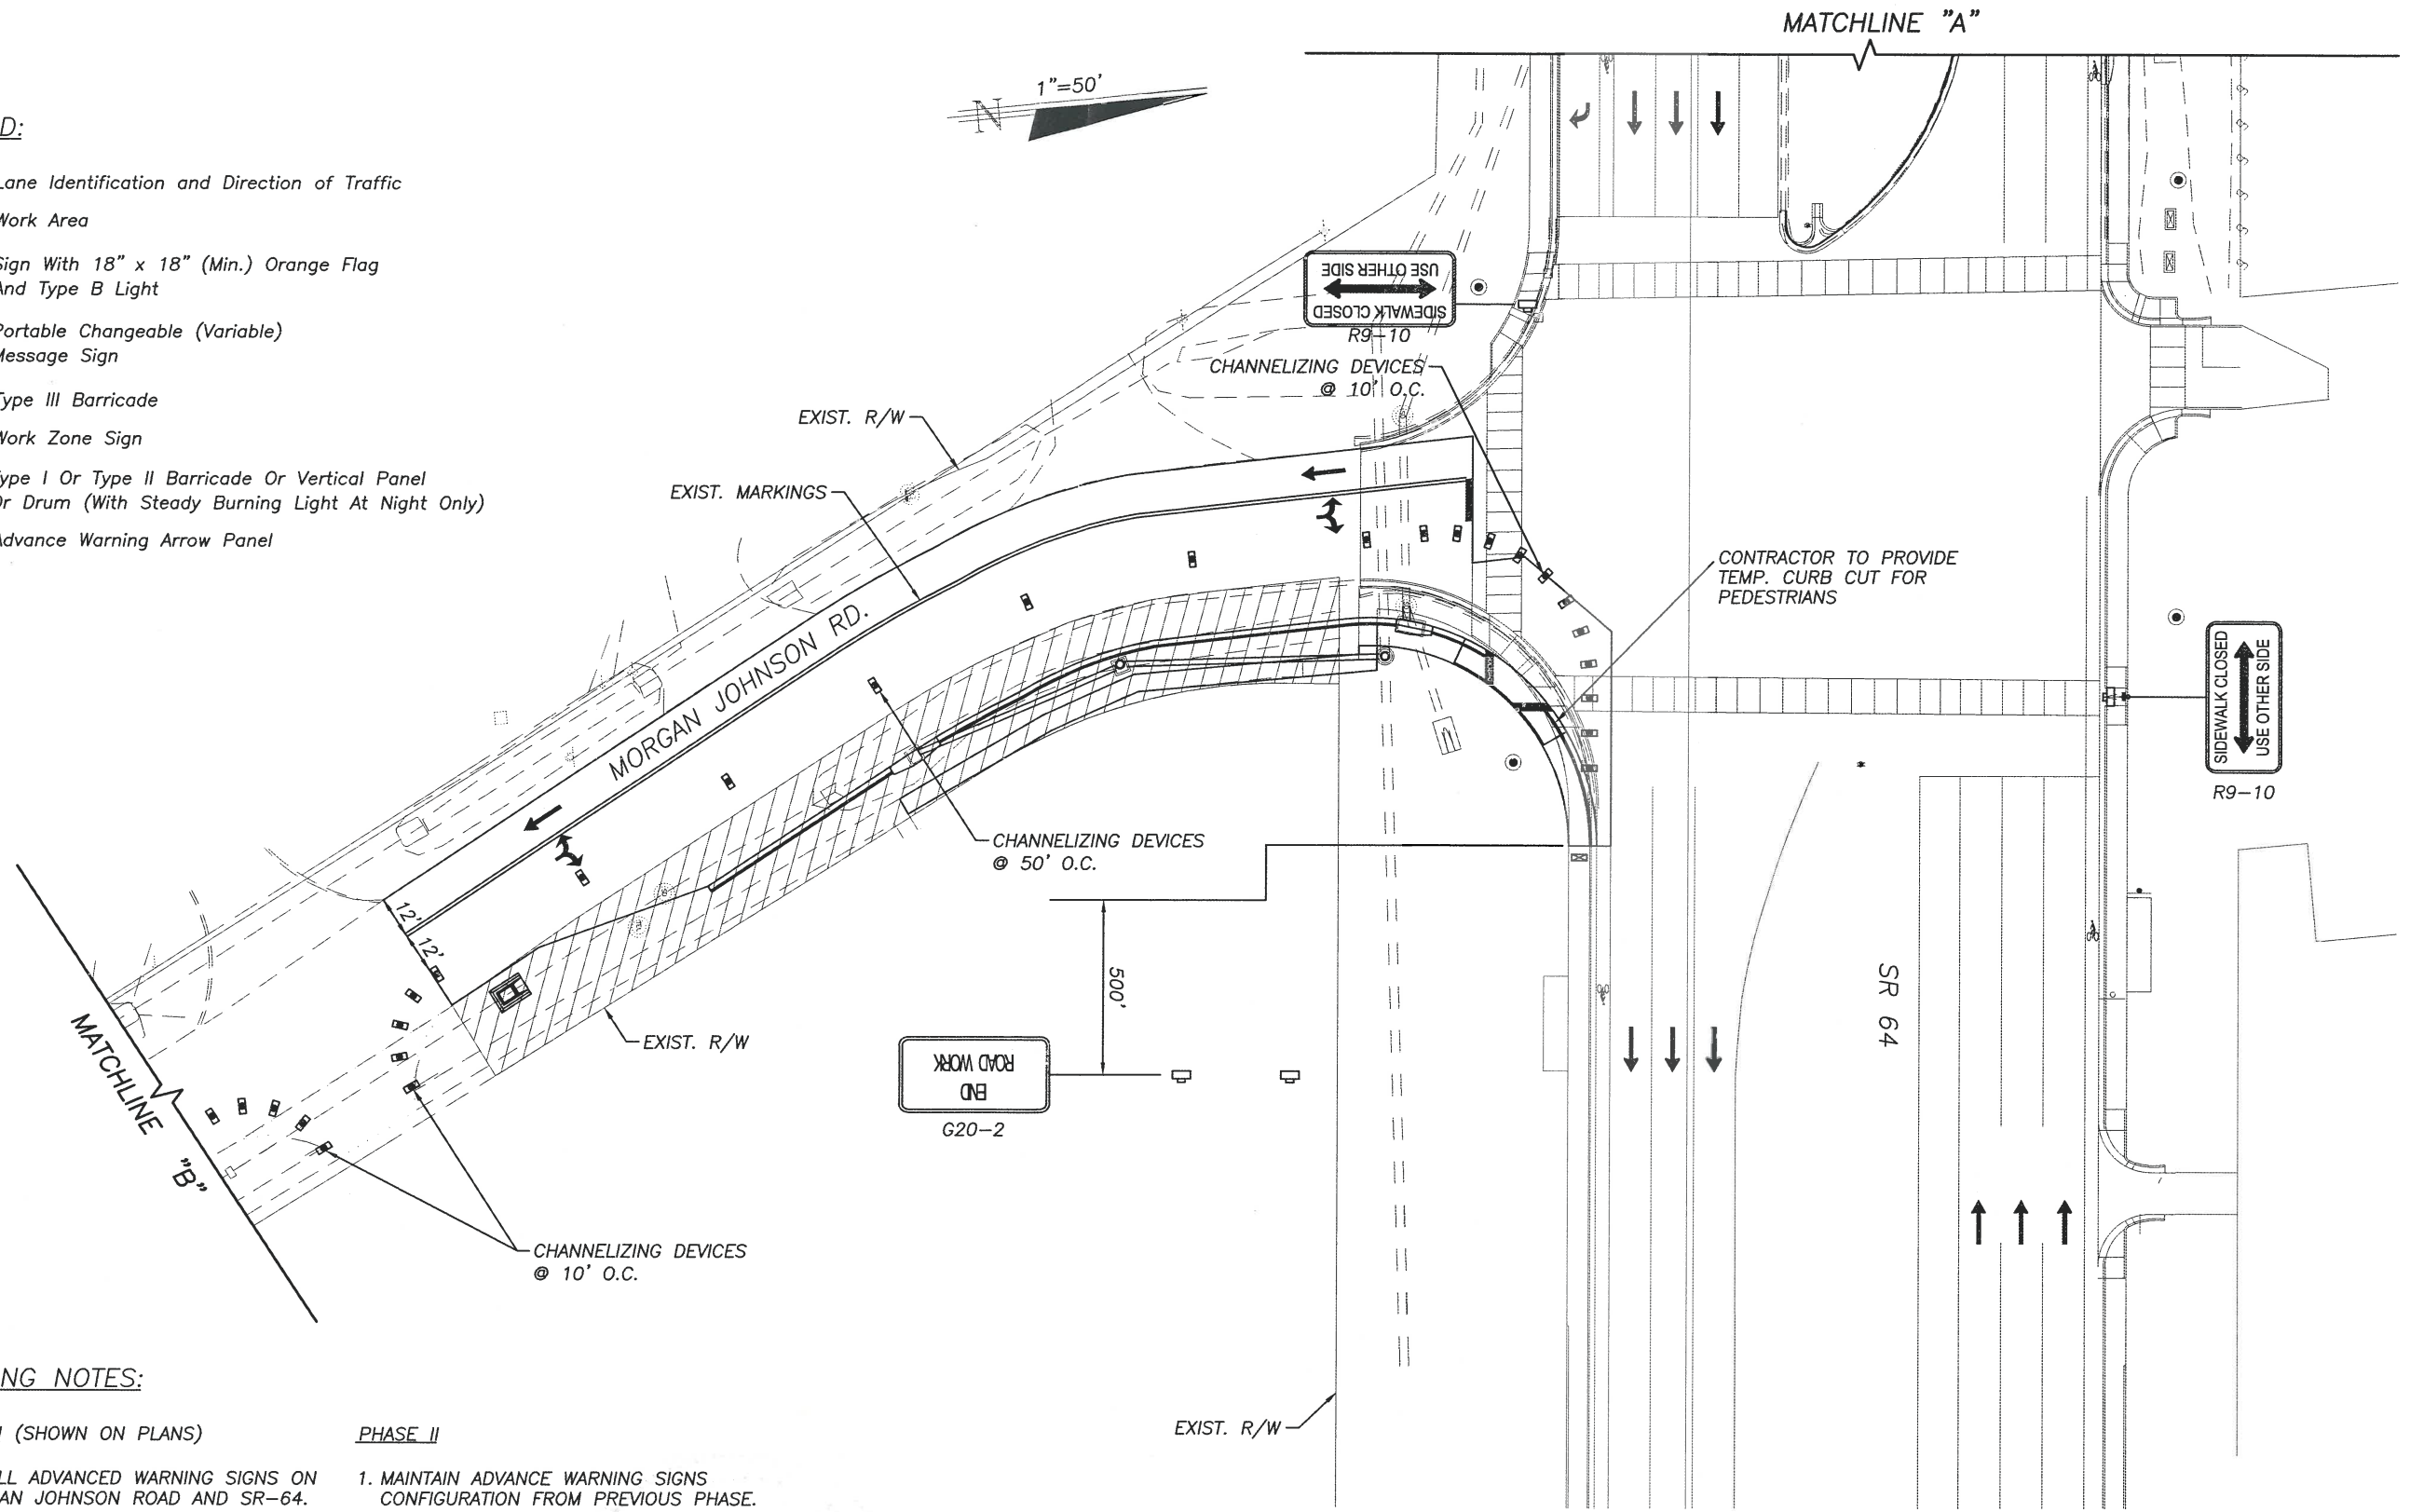 MATCHLINE "A"
1"=50'
N
D:
Lane Identification and Direction of Traffic
Work Area
Sign With 18" x 18" (Min.) Orange Flag
And Type B Light
Portable Changeable (Variable)
Message Sign
Type III Barricade
Work Zone Sign
Type I Or Type II Barricade Or Vertical Panel
Or Drum (With Steady Burning Light At Night Only)
Advance Warning Arrow Panel
SIDEWALK CLOSED
USE OTHER SIDE
R9-10
CHANNELIZING DEVICES
@ 10' O.C.
EXIST. R/W
EXIST. MARKINGS
CONTRACTOR TO PROVIDE
TEMP. CURB CUT FOR
PEDESTRIANS
MORGAN JOHNSON RD.
SIDEWALK CLOSED
USE OTHER SIDE
R9-10
CHANNELIZING DEVICES
@ 50' O.C.
12'
12'
500'
SR 64
EXIST. R/W
END
ROAD WORK
G20-2
MATCHLINE "B"
CHANNELIZING DEVICES
@ 10' O.C.
EXIST. R/W
NG NOTES:
I (SHOWN ON PLANS)
LL ADVANCED WARNING SIGNS ON
AN JOHNSON ROAD AND SR-64.
PHASE II
1. MAINTAIN ADVANCE WARNING SIGNS
CONFIGURATION FROM PREVIOUS PHASE.